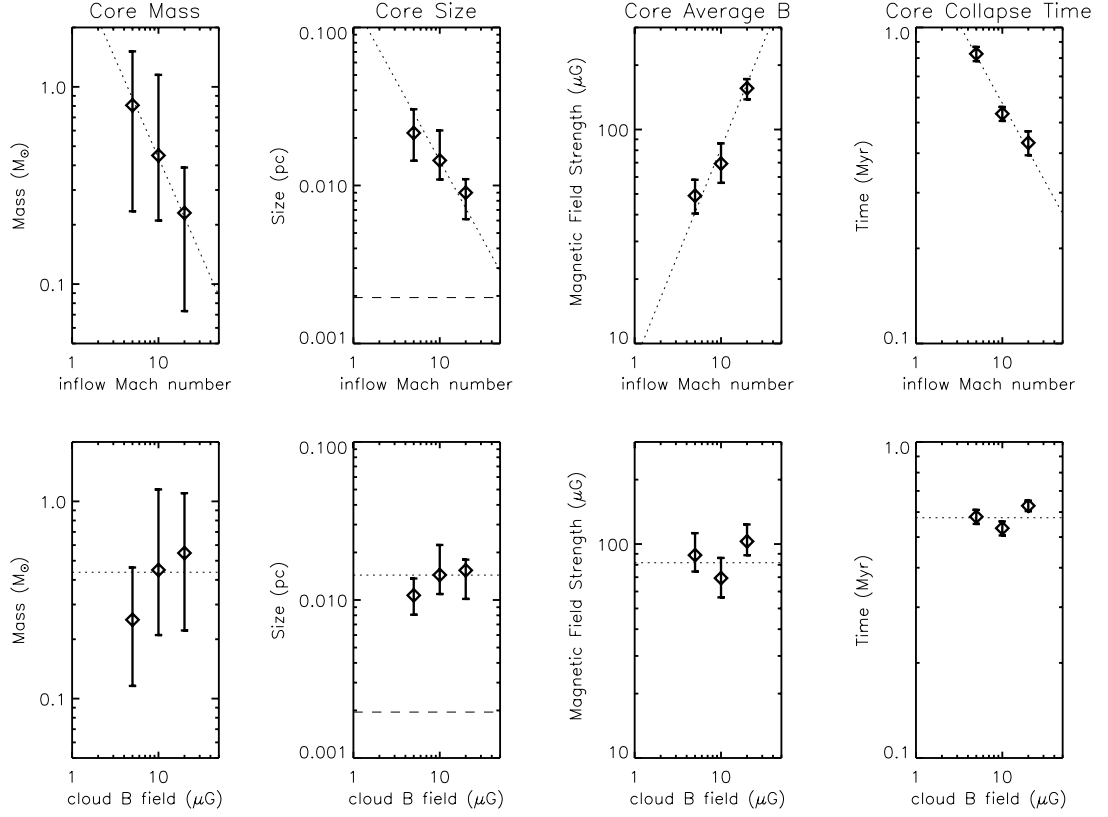 Core Mass
Core Size
Core Average B
Core Collapse Time
Mass (M⊙)
1.0
0.1
1 10
inflow Mach number
Size (pc)
0.100
0.010
0.001
1 10
inflow Mach number
Magnetic Field Strength (μG)
100
10
1 10
inflow Mach number
Time (Myr)
1.0
0.1
1 10
inflow Mach number
Mass (M⊙)
1.0
0.1
1 10
cloud B field (μG)
Size (pc)
0.100
0.010
0.001
1 10
cloud B field (μG)
Magnetic Field Strength (μG)
100
10
1 10
cloud B field (μG)
Time (Myr)
1.0
0.1
1 10
cloud B field (μG)